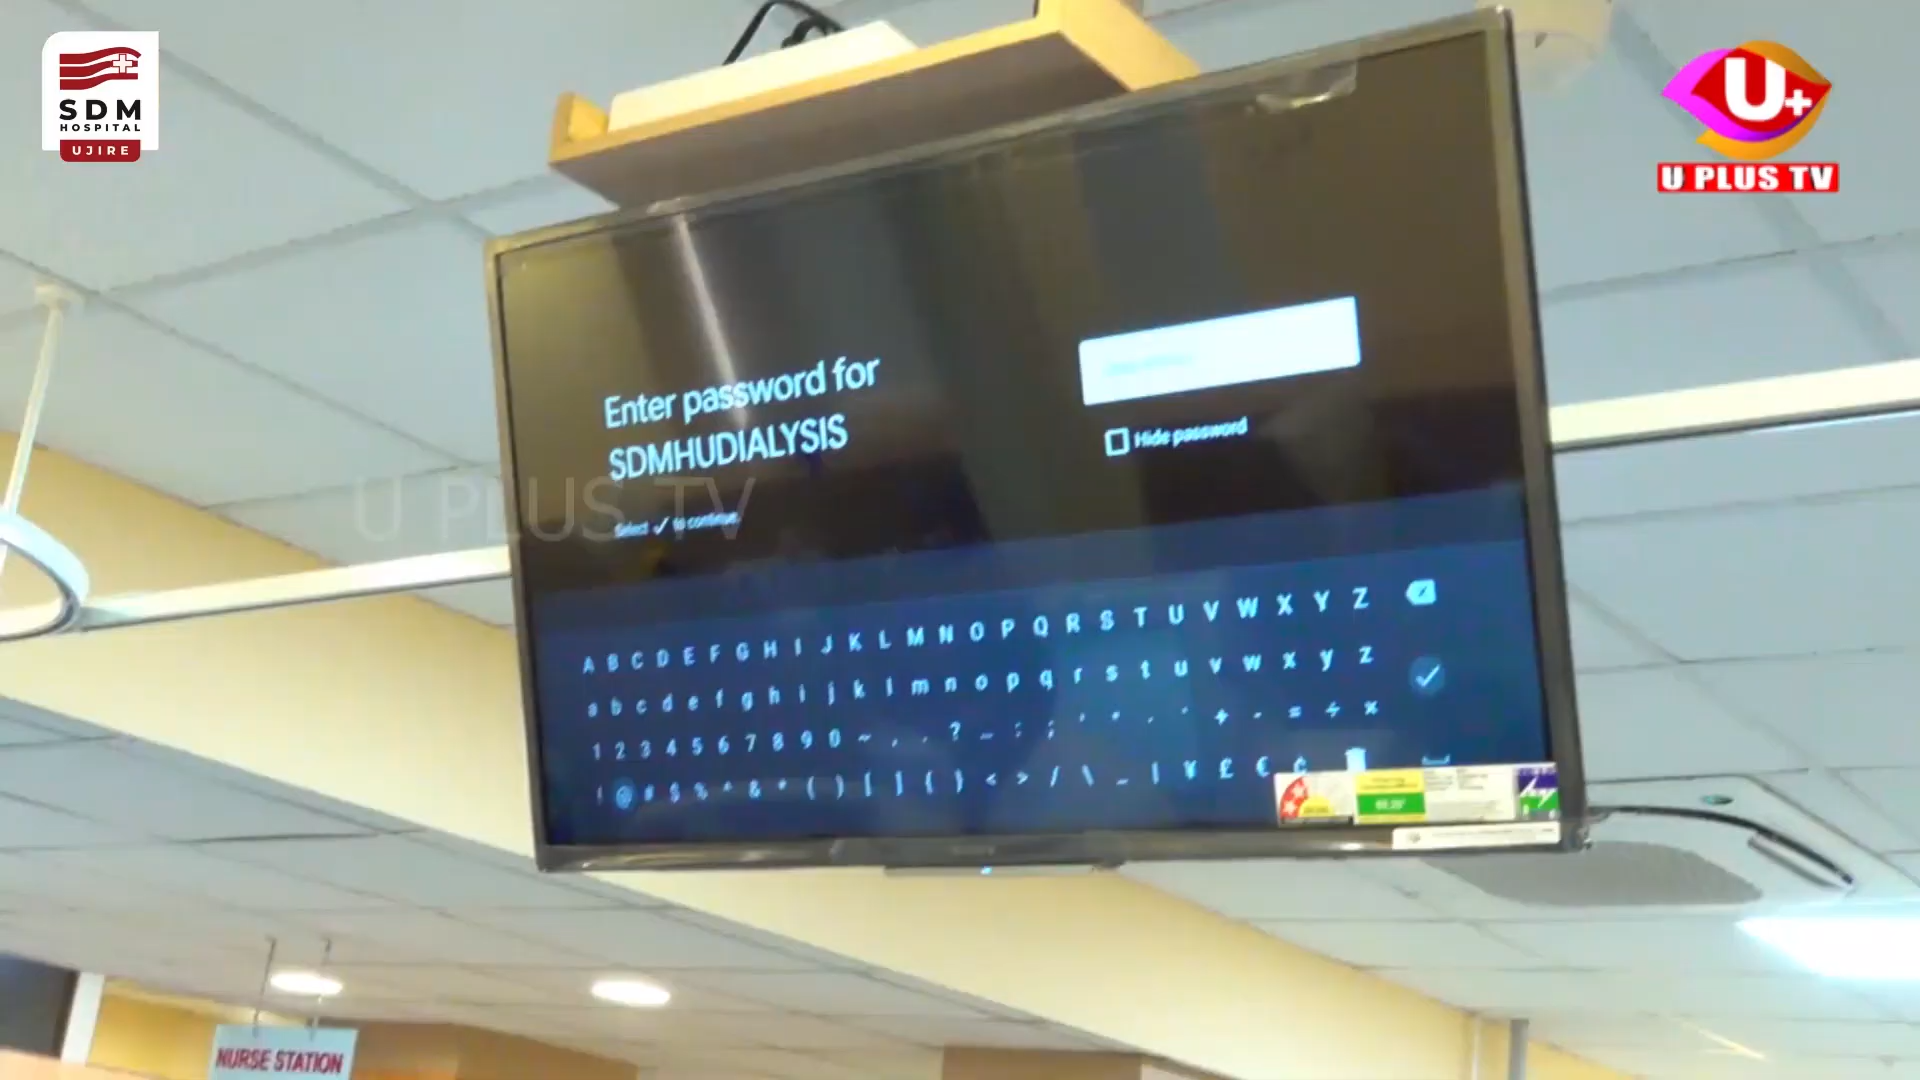 SDM
HOSPITAL
UJIRE
U+
U PLUS TV
Enter password for
SDMHUDIALYSIS
Select ✓ to continue.
Hide password
U PLUS TV
A B C D E F G H I J K L M N O P Q R S T U V W X Y Z
a b c d e f g h i j k l m n o p q r s t u v w x y z
1 2 3 4 5 6 7 8 9 0 ~ , . ? _ : ; ' " + - = ÷ ×
! @ # $ % ^ & * ( ) [ ] { } < > / \ _ | ¥ £ € ¢
NURSE STATION